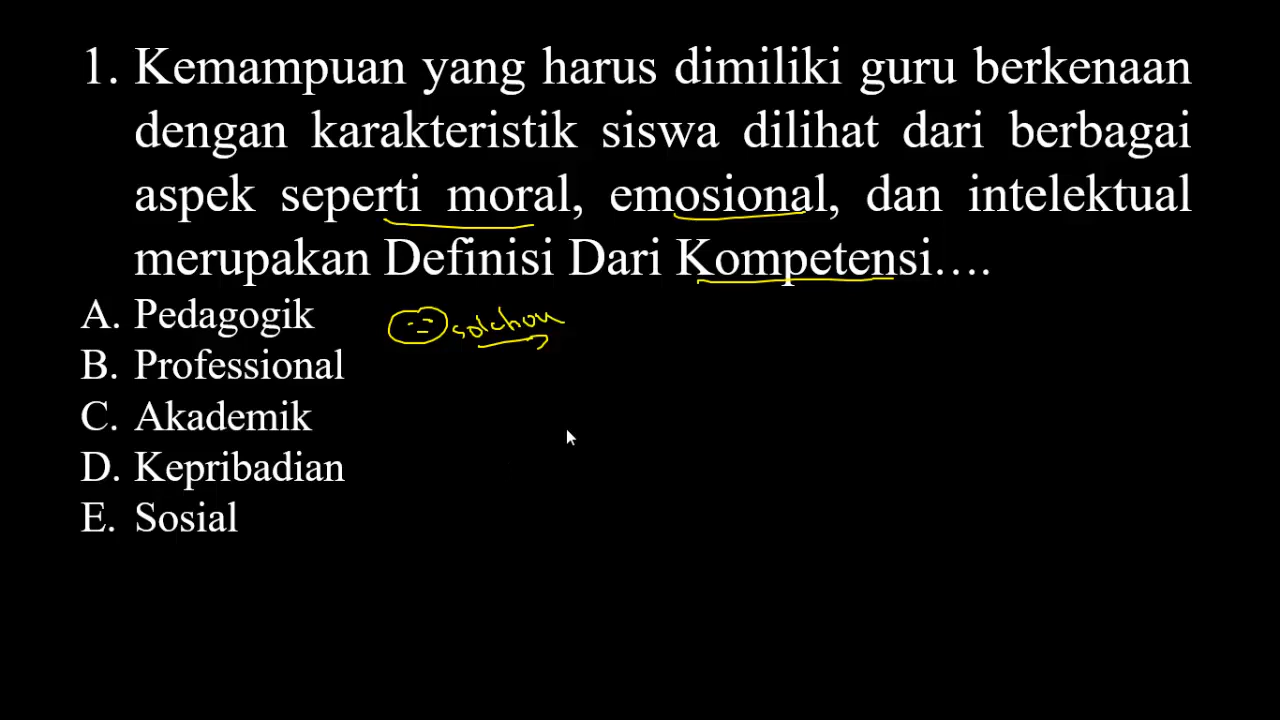 1. Kemampuan yang harus dimiliki guru berkenaan
dengan karakteristik siswa dilihat dari berbagai
aspek seperti moral, emosional, dan intelektual
merupakan Definisi Dari Kompetensi….
A. Pedagogik
B. Professional
C. Akademik
D. Kepribadian
E. Sosial